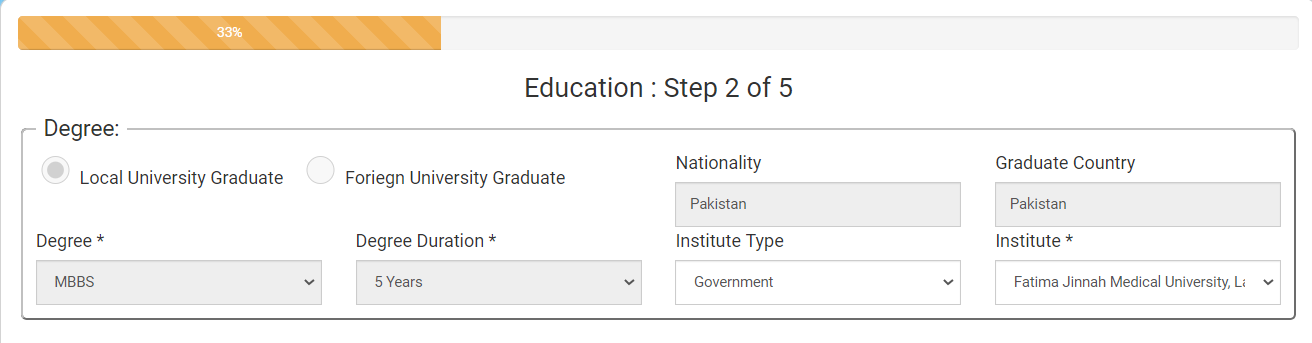 33%
Education : Step 2 of 5
Degree:
Local University Graduate Foriegn University Graduate
Nationality Graduate Country
Pakistan Pakistan
Degree * Degree Duration * Institute Type Institute *
MBBS 5 Years Government Fatima Jinnah Medical University,